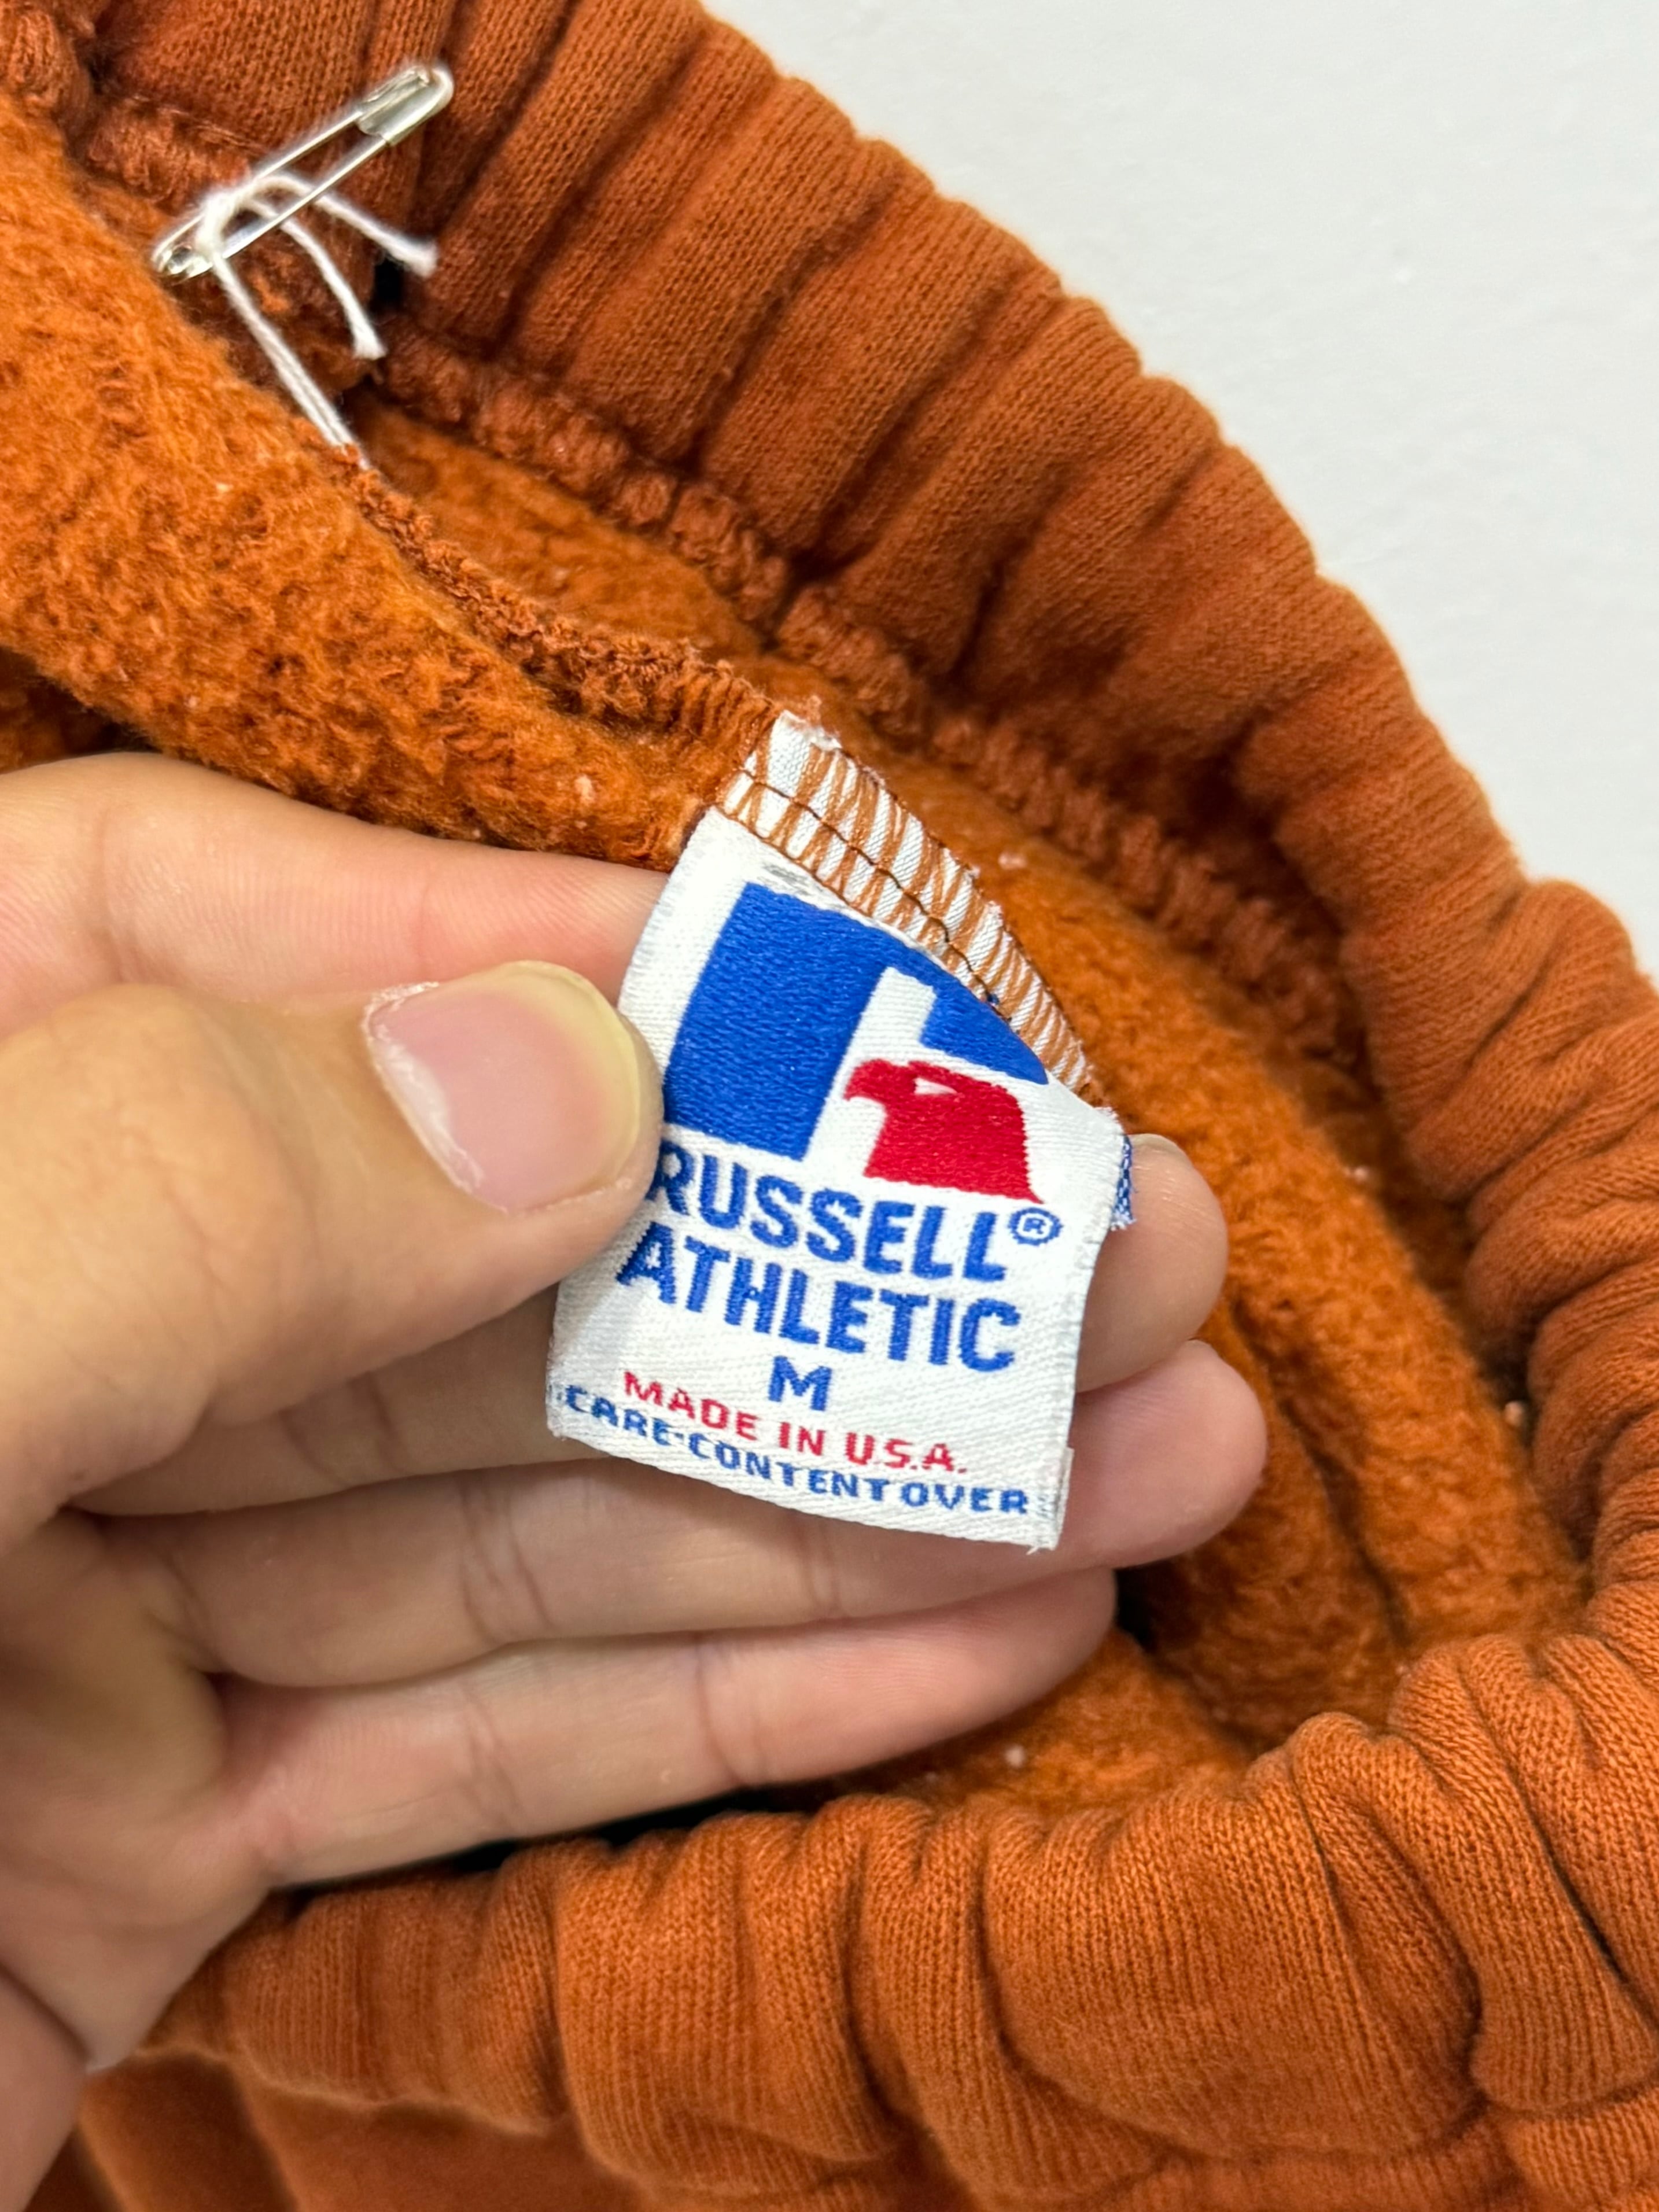 RUSSELL®
ATHLETIC
M
MADE IN U.S.A.
CARE-CONTENT OVER